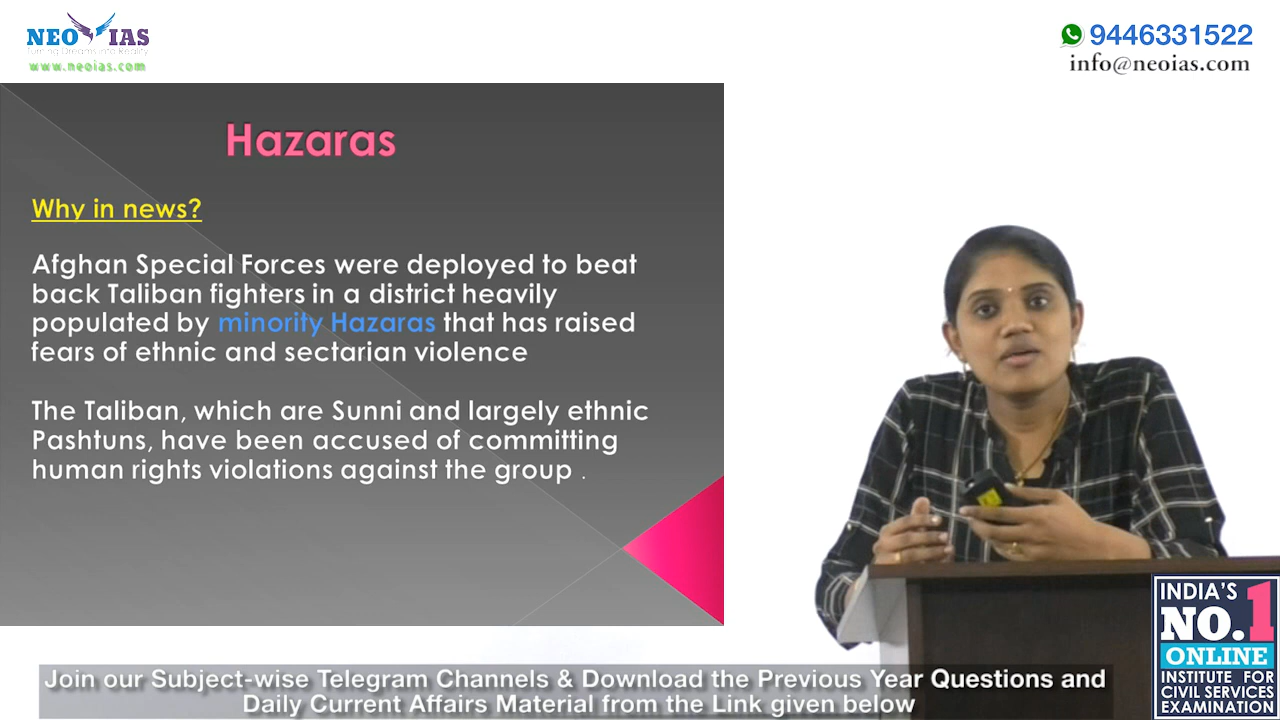 NEO IAS
Turning Dreams into Reality
www.neoias.com
9446331522
info@neoias.com
Hazaras
Why in news?
Afghan Special Forces were deployed to beat
back Taliban fighters in a district heavily
populated by minority Hazaras that has raised
fears of ethnic and sectarian violence
The Taliban, which are Sunni and largely ethnic
Pashtuns, have been accused of committing
human rights violations against the group .
INDIA'S
NO.1
ONLINE
INSTITUTE FOR
CIVIL SERVICES
EXAMINATION
Join our Subject-wise Telegram Channels & Download the Previous Year Questions and
Daily Current Affairs Material from the Link given below